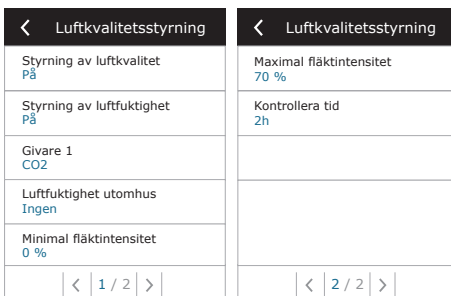 Luftkvalitetsstyrning
Styrning av luftkvalitet
På
Styrning av luftfuktighet
På
Givare 1
CO2
Luftfuktighet utomhus
Ingen
Minimal fläktintensitet
0 %
1 / 2
Luftkvalitetsstyrning
Maximal fläktintensitet
70 %
Kontrollera tid
2h
2 / 2